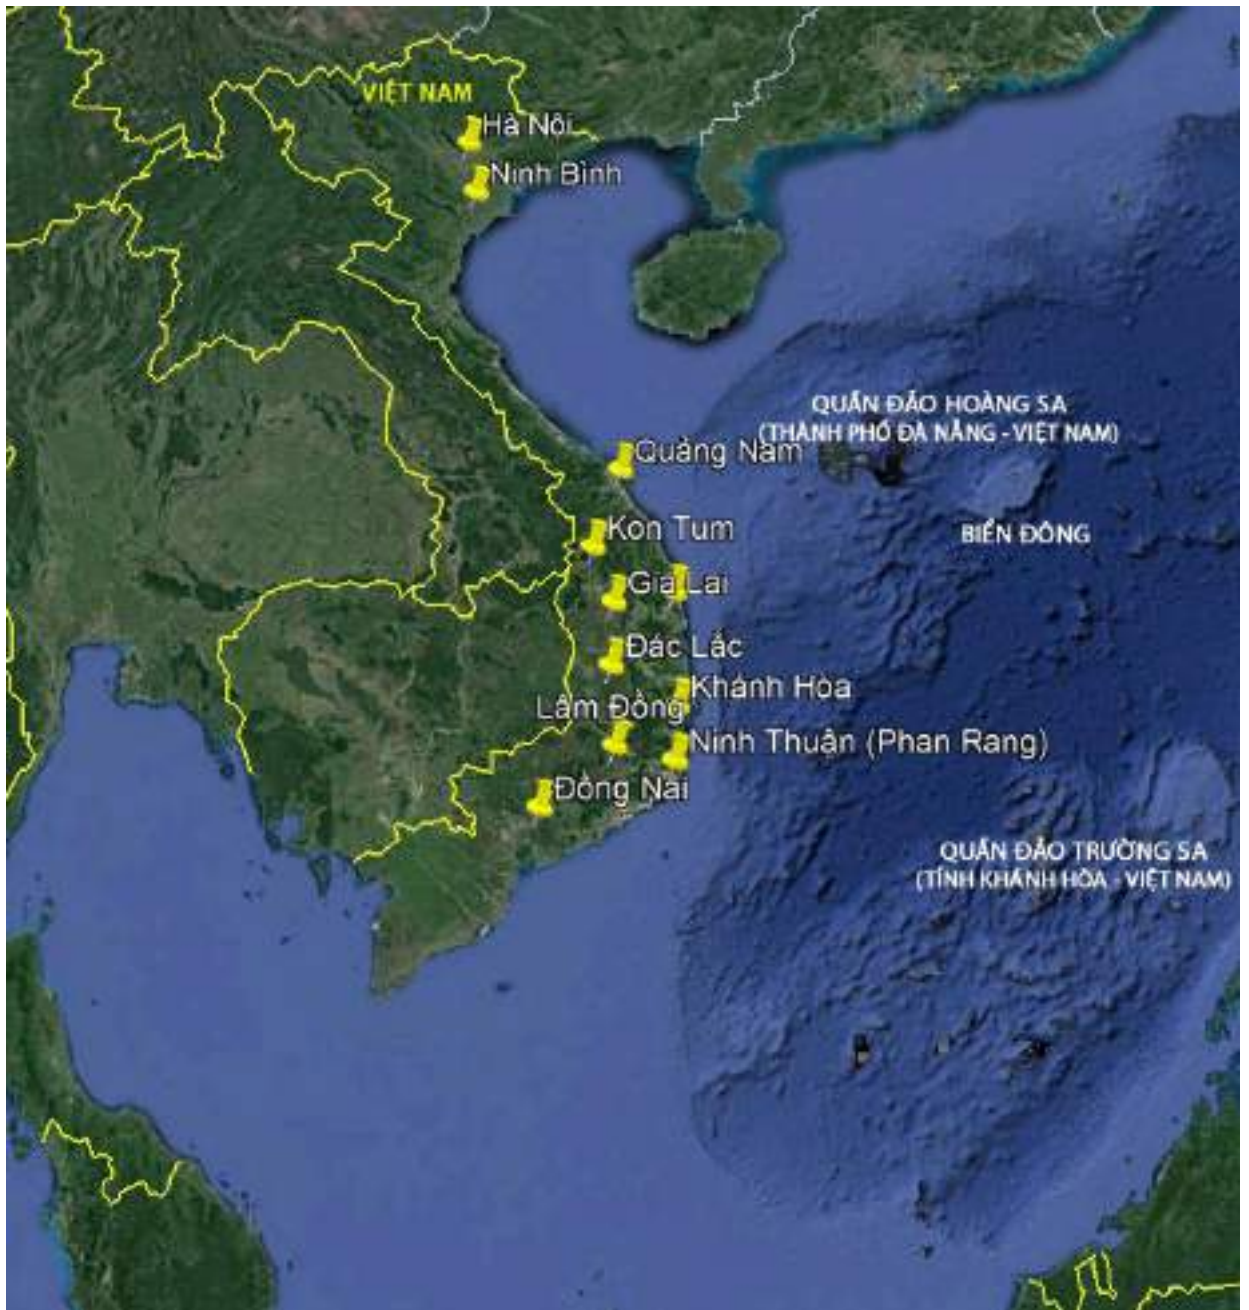 VIỆT NAM
Hà Nội
Ninh Bình
QUẦN ĐẢO HOÀNG SA
(THÀNH PHỐ ĐÀ NẴNG - VIỆT NAM)
Quảng Nam
Kon Tum
BIỂN ĐÔNG
Gia Lai
Đác Lắc
Khánh Hòa
Lâm Đồng
Ninh Thuận (Phan Rang)
Đồng Nai
QUẦN ĐẢO TRƯỜNG SA
(TỈNH KHÁNH HÒA - VIỆT NAM)